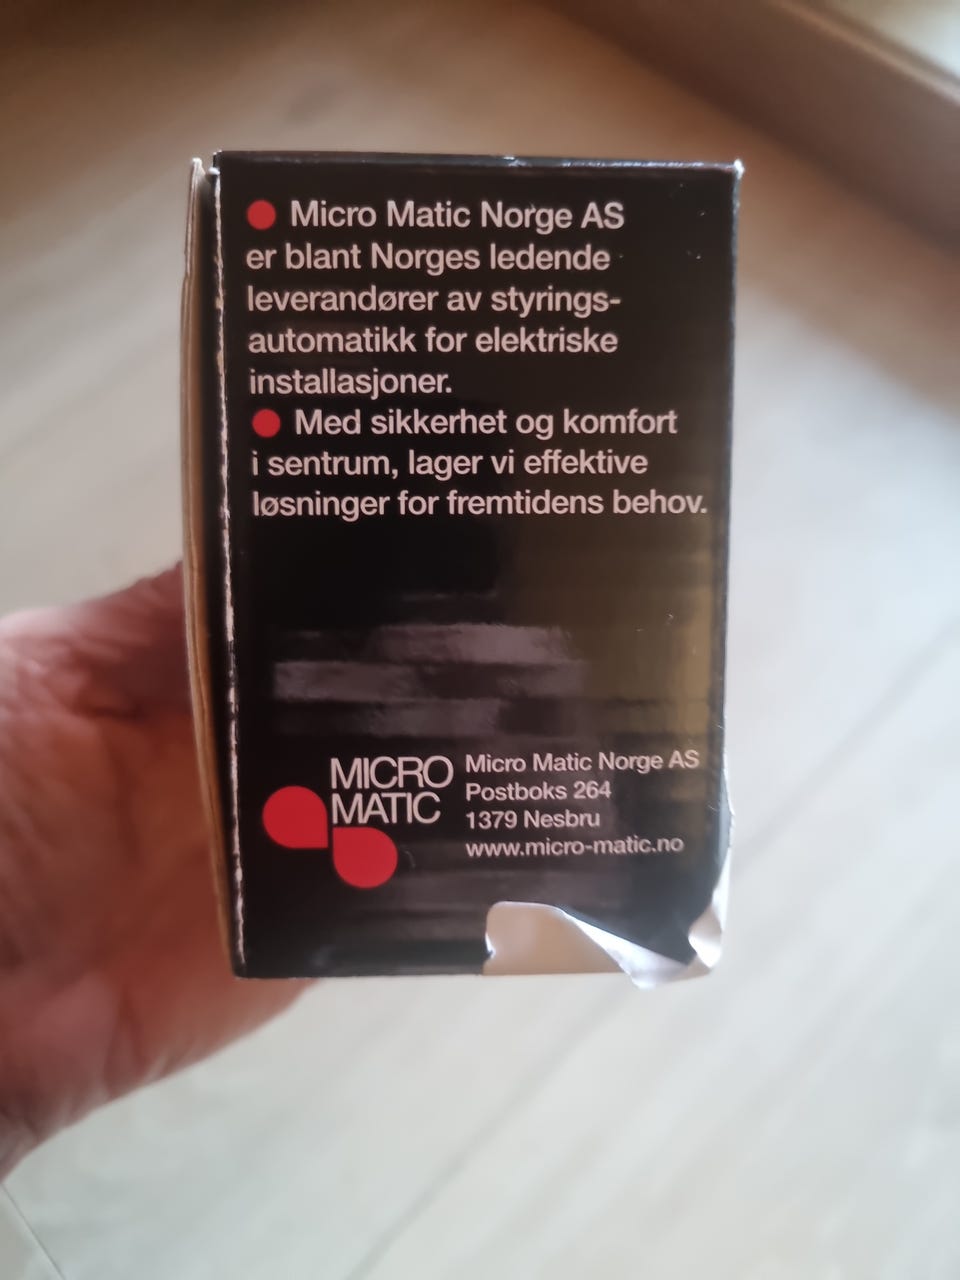 Micro Matic Norge AS
er blant Norges ledende
leverandører av styrings-
automatikk for elektriske
installasjoner.
Med sikkerhet og komfort
i sentrum, lager vi effektive
løsninger for fremtidens behov.
MICRO
MATIC
Micro Matic Norge AS
Postboks 264
1379 Nesbru
www.micro-matic.no